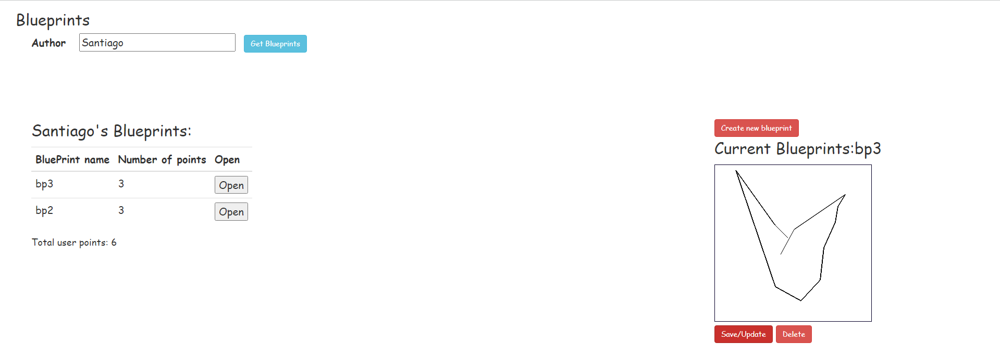 Blueprints
Author Santiago Get Blueprints
Santiago's Blueprints:
BluePrint name Number of points Open
bp3 3 Open
bp2 3 Open
Total user points: 6
Create new blueprint
Current Blueprints:bp3
Save/Update Delete